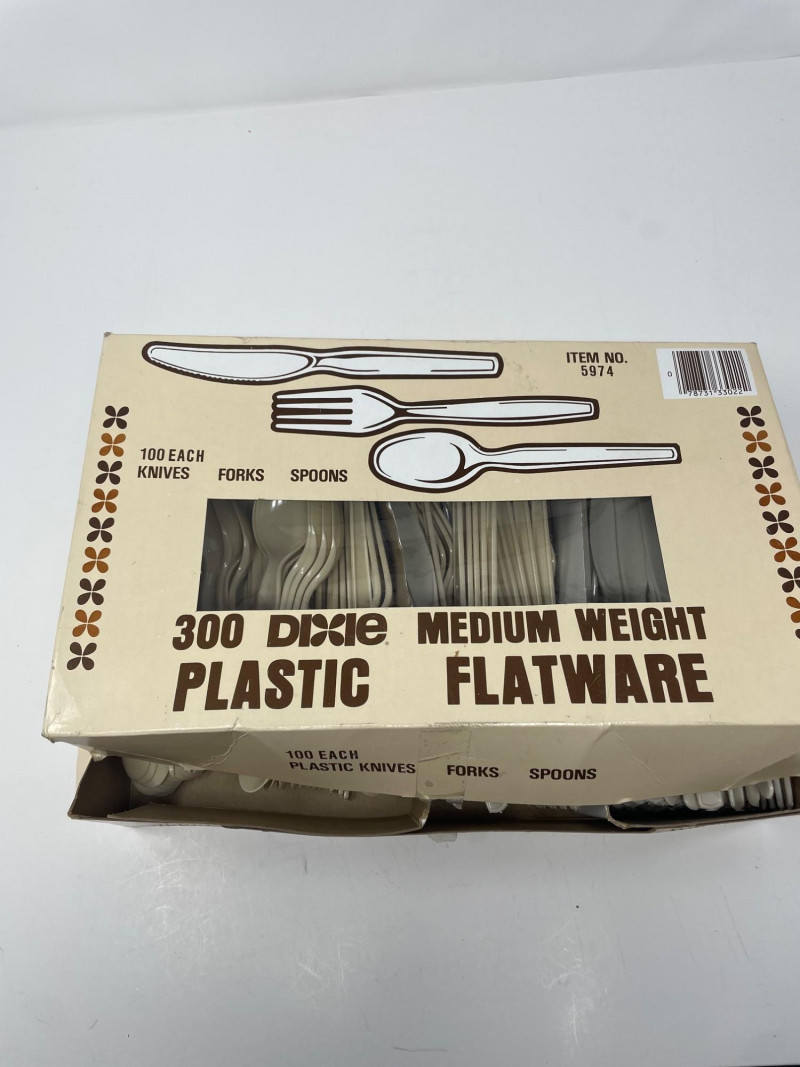 ITEM NO.
5974
0 78731 33022
100 EACH
KNIVES FORKS SPOONS
300 DIXIE MEDIUM WEIGHT
PLASTIC FLATWARE
100 EACH
PLASTIC KNIVES FORKS SPOONS